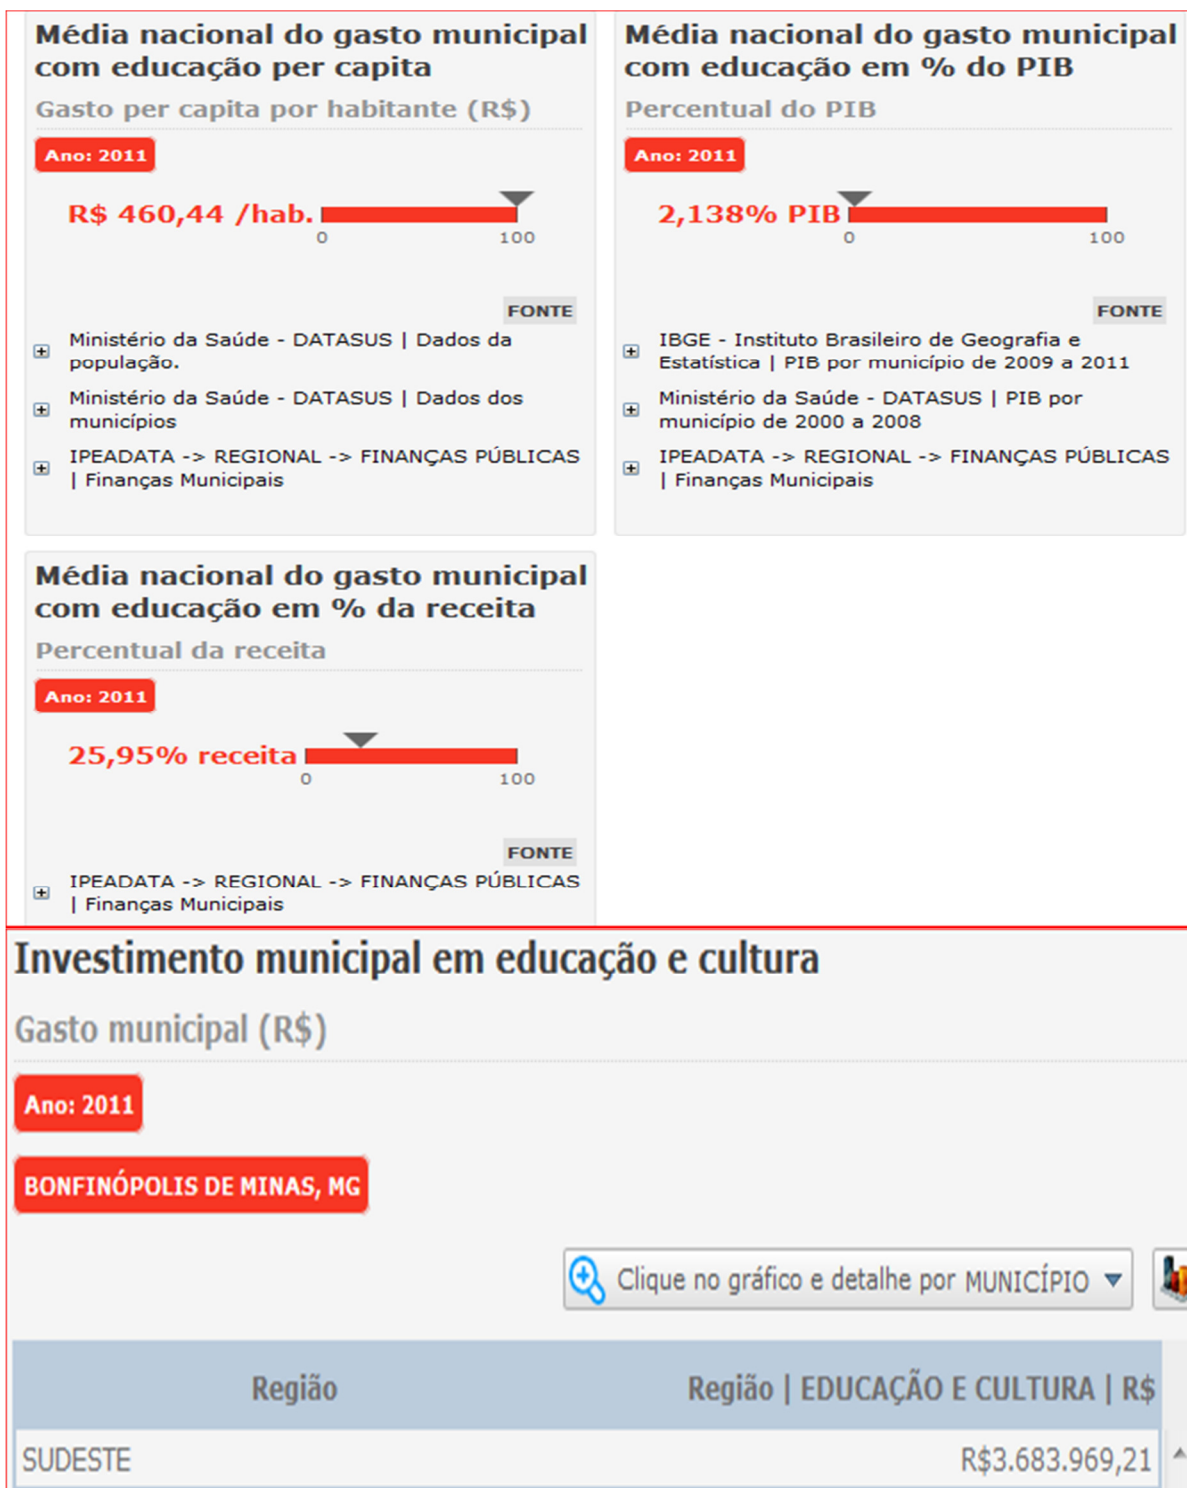 Média nacional do gasto municipal
com educação per capita
Gasto per capita por habitante (R$)
Ano: 2011
R$ 460,44 /hab.
0 100
FONTE
Ministério da Saúde - DATASUS | Dados da
população.
Ministério da Saúde - DATASUS | Dados dos
municípios
IPEADATA -> REGIONAL -> FINANÇAS PÚBLICAS
| Finanças Municipais
Média nacional do gasto municipal
com educação em % do PIB
Percentual do PIB
Ano: 2011
2,138% PIB
0 100
FONTE
IBGE - Instituto Brasileiro de Geografia e
Estatística | PIB por município de 2009 a 2011
Ministério da Saúde - DATASUS | PIB por
município de 2000 a 2008
IPEADATA -> REGIONAL -> FINANÇAS PÚBLICAS
| Finanças Municipais
Média nacional do gasto municipal
com educação em % da receita
Percentual da receita
Ano: 2011
25,95% receita
0 100
FONTE
IPEADATA -> REGIONAL -> FINANÇAS PÚBLICAS
| Finanças Municipais
Investimento municipal em educação e cultura
Gasto municipal (R$)
Ano: 2011
BONFINÓPOLIS DE MINAS, MG
Clique no gráfico e detalhe por MUNICÍPIO
Região Região | EDUCAÇÃO E CULTURA | R$
SUDESTE R$3.683.969,21